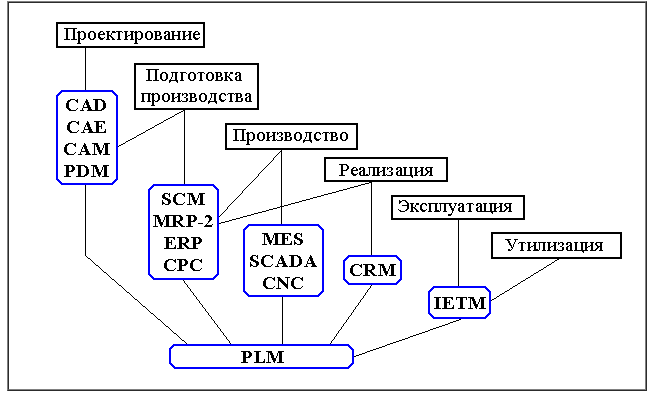 Проектирование
Подготовка
производства
Производство
Реализация
Эксплуатация
Утилизация
CAD
CAE
CAM
PDM
SCM
MRP-2
ERP
CPC
MES
SCADA
CNC
CRM
IETM
PLM